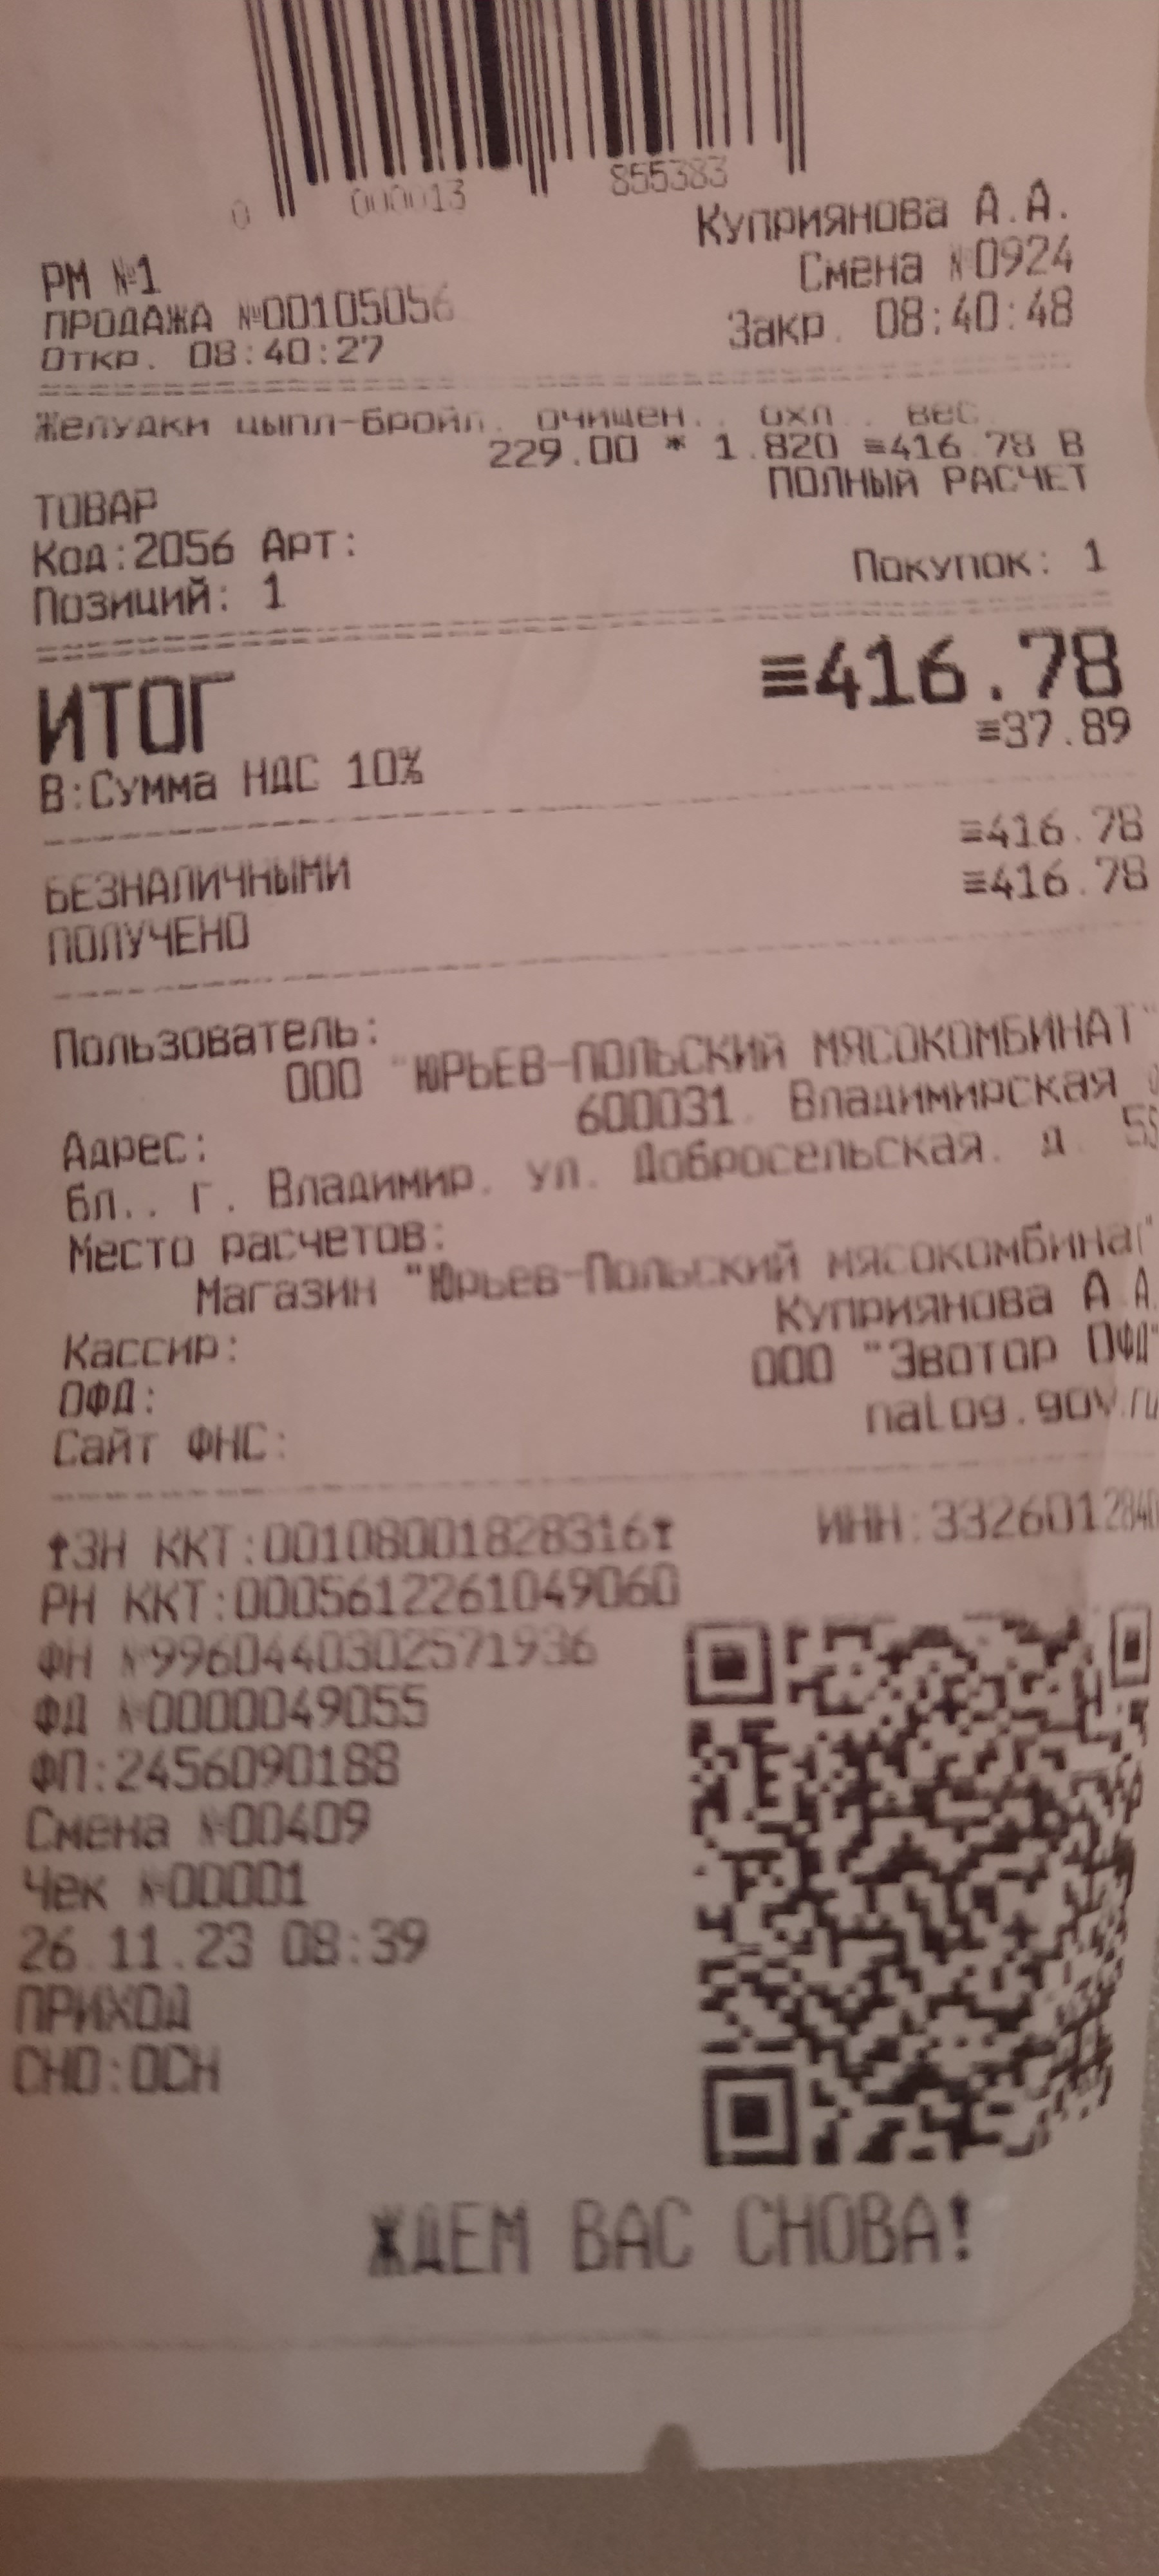 0 000013 855383
Куприянова А.А.
РМ №1 Смена №0924
ПРОДАЖА №00105056 Закр. 08:40:48
Откр. 08:40:27
Желудки цыпл-бройл. очищен., охл., вес.
229.00 * 1.820 ≡416.78 В
ТОВАР ПОЛНЫЙ РАСЧЕТ
Код:2056 Арт:
Позиций: 1 Покупок: 1
ИТОГ ≡416.78
В:Сумма НДС 10% ≡37.89
БЕЗНАЛИЧНЫМИ ≡416.78
ПОЛУЧЕНО ≡416.78
Пользователь:
ООО "ЮРЬЕВ-ПОЛЬСКИЙ МЯСОКОМБИНАТ"
Адрес: 600031, Владимирская о
бл., г. Владимир, ул. Добросельская, д.
Место расчетов:
Магазин "Юрьев-Польский мясокомбинат"
Кассир: Куприянова А.А.
ОФД: ООО "Эвотор ОФД"
Сайт ФНС: nalog.gov.ru
ЗН ККТ:00108001828316 ИНН:3326012840
РН ККТ:0005612261049060
ФН №9960440302571936
ФД №0000049055
ФП:2456090188
Смена №00409
Чек №00001
26.11.23 08:39
ПРИХОД
СНО:ОСН
ЖДЕМ ВАС СНОВА!